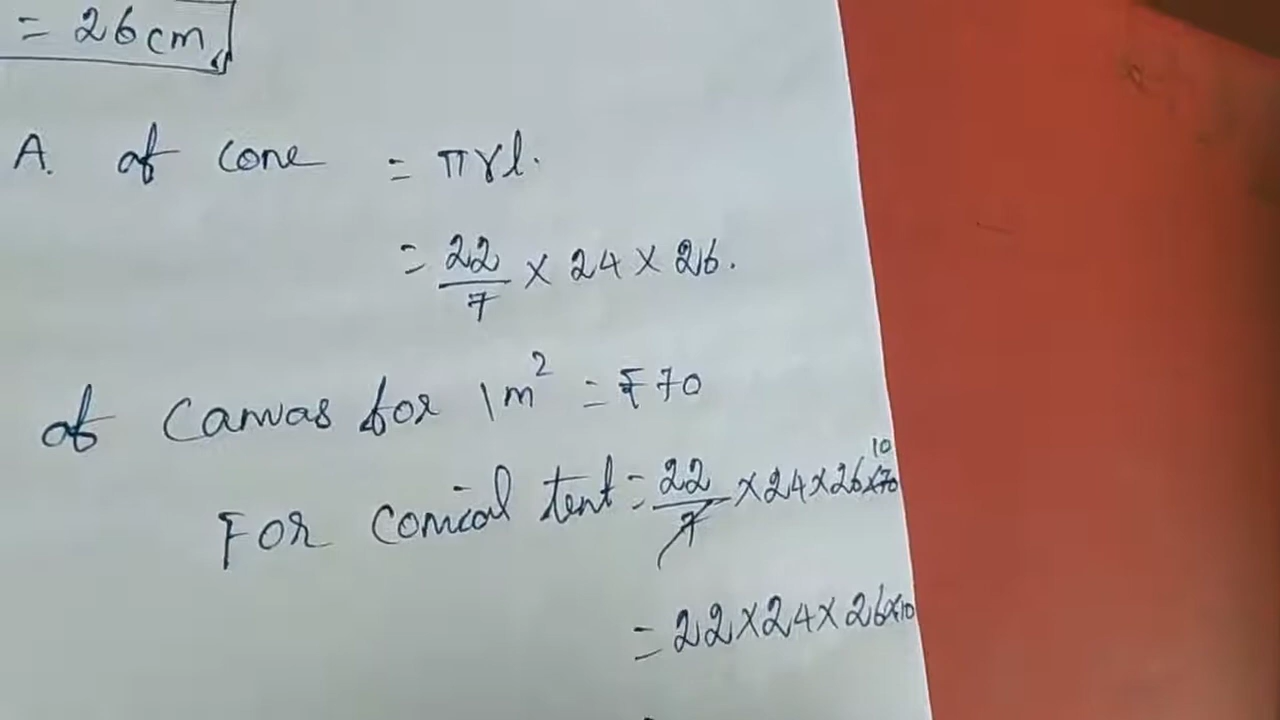 = 26cm
A. of cone = πrl.
= 22/7 × 24 × 26.
of Canvas for 1m² = ₹70
For conical tent = 22/7 × 24 × 26 × 70 10
= 22 × 24 × 26 × 10